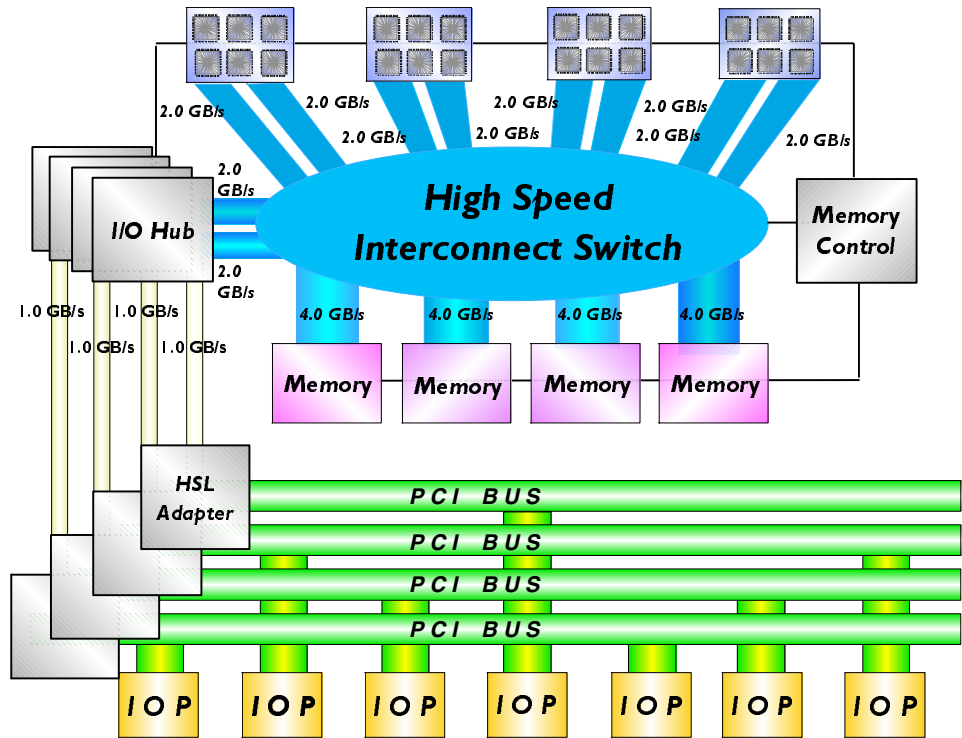 2.0 GB/s
2.0 GB/s
2.0 GB/s
2.0 GB/s
2.0 GB/s
2.0 GB/s
2.0 GB/s
2.0 GB/s
2.0
GB/s
I/O Hub
2.0
GB/s
High Speed
Interconnect Switch
Memory
Control
1.0 GB/s
1.0 GB/s
1.0 GB/s
1.0 GB/s
4.0 GB/s
4.0 GB/s
4.0 GB/s
4.0 GB/s
Memory
Memory
Memory
Memory
HSL
Adapter
PCI BUS
PCI BUS
PCI BUS
PCI BUS
IOP
IOP
IOP
IOP
IOP
IOP
IOP